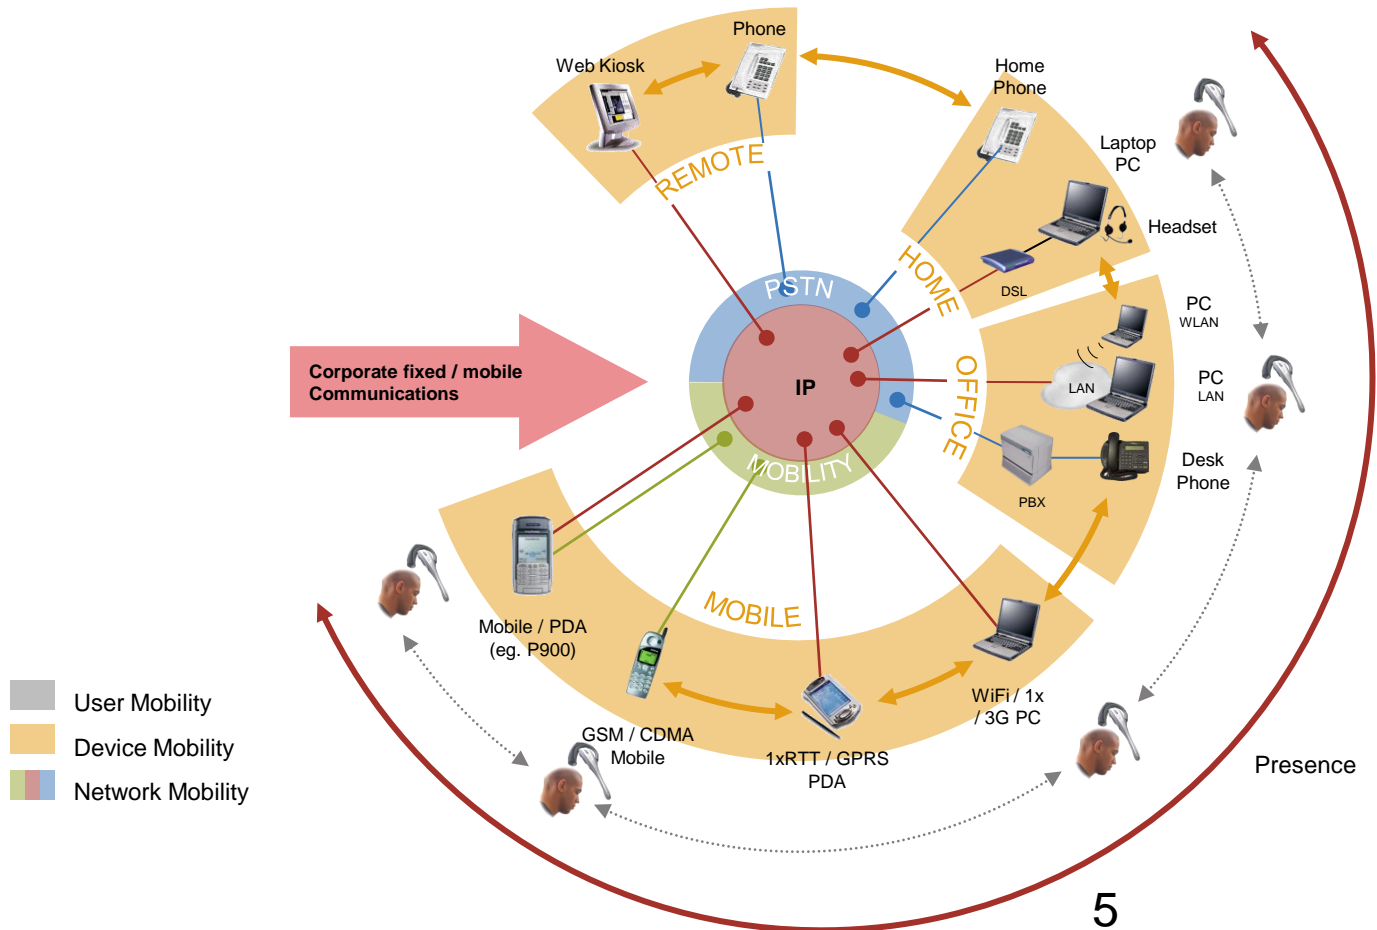 Phone
Web Kiosk
Home
Phone
REMOTE
Laptop
PC
Headset
HOME
DSL
PSTN
PC
WLAN
OFFICE
LAN
PC
LAN
IP
Corporate fixed / mobile
Communications
MOBILITY
PBX
Desk
Phone
MOBILE
Mobile / PDA
(eg. P900)
WiFi / 1x
/ 3G PC
GSM / CDMA
Mobile
1xRTT / GPRS
PDA
User Mobility
Device Mobility
Network Mobility
Presence
5